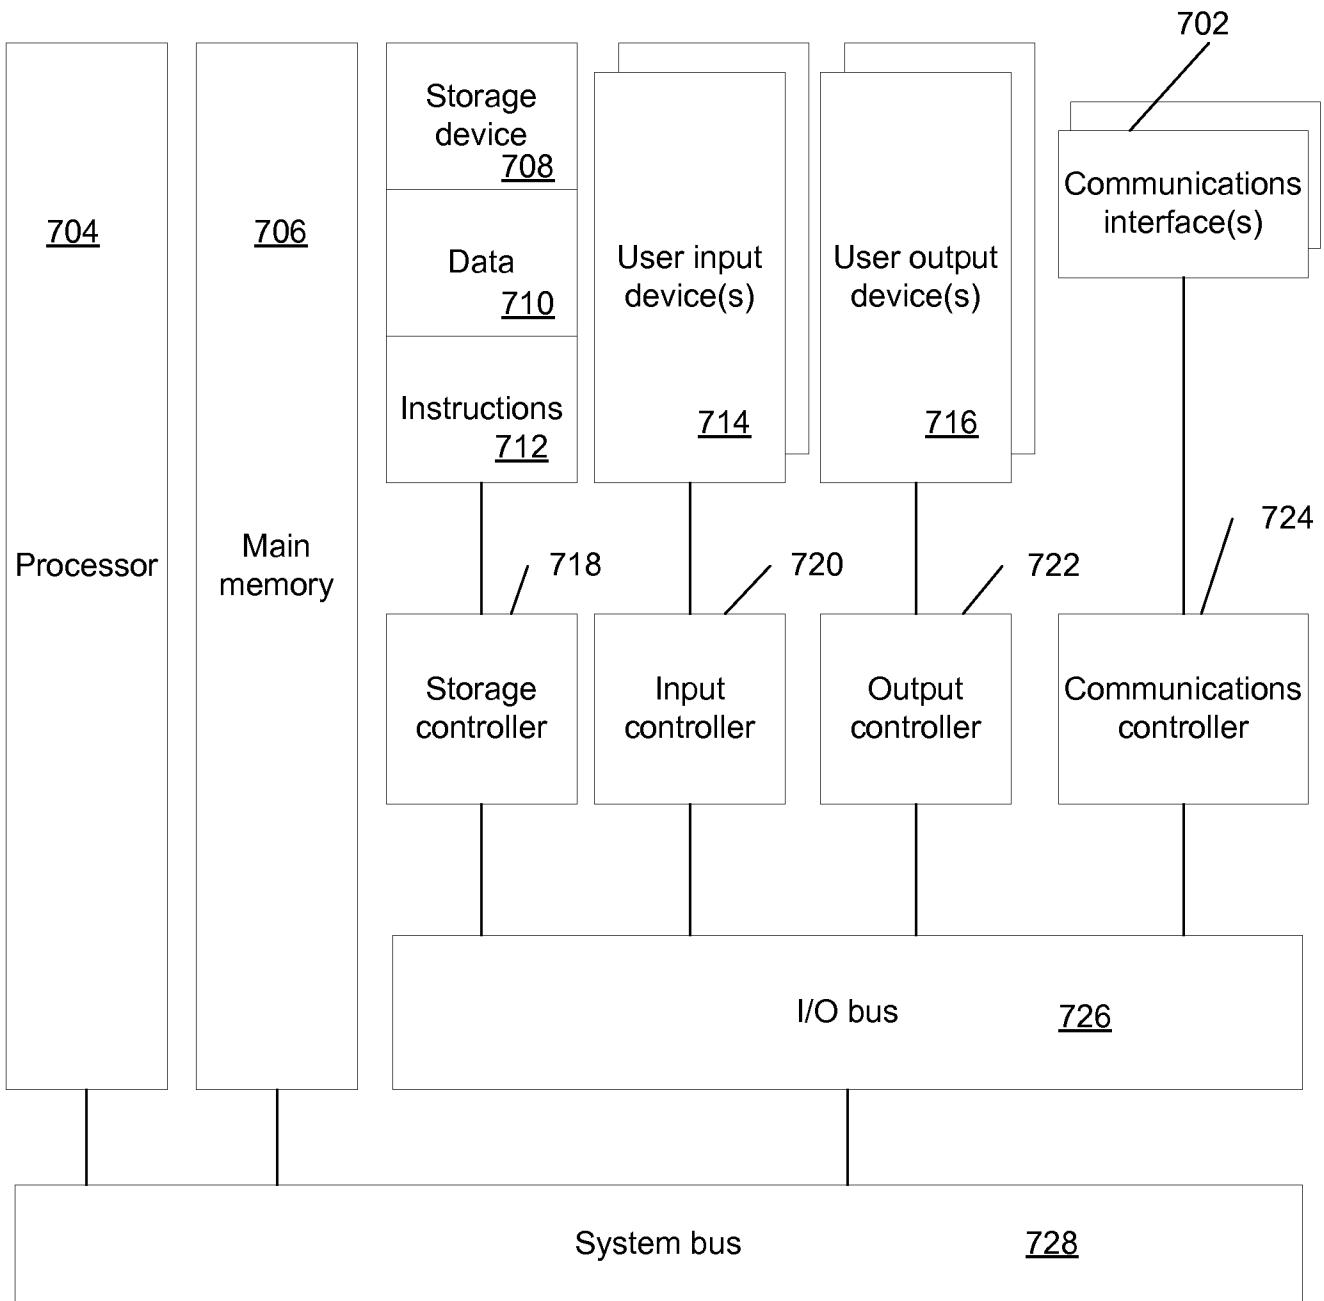 702
Storage
device
708
704
706
Data
710
User input
device(s)
User output
device(s)
Communications
interface(s)
Instructions
712
714
716
Processor
Main
memory
718
720
722
724
Storage
controller
Input
controller
Output
controller
Communications
controller
I/O bus
726
System bus
728